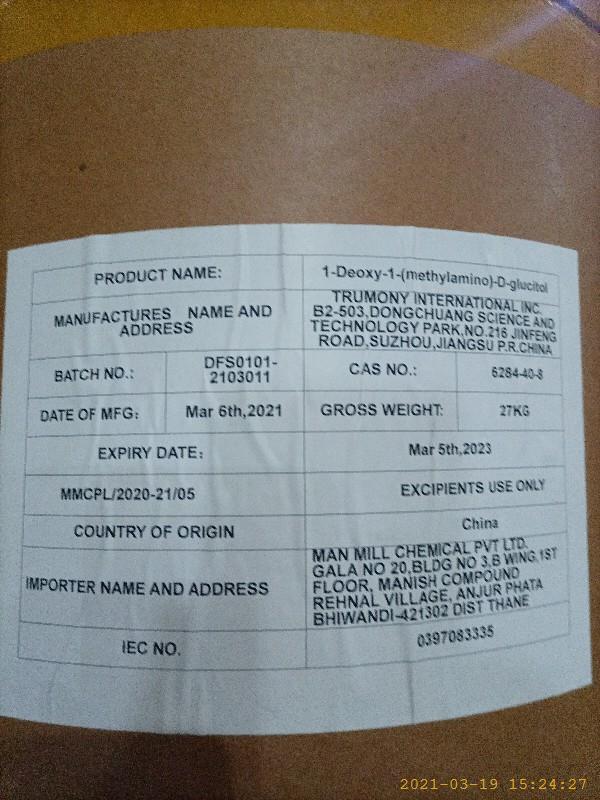 PRODUCT NAME:
1-Deoxy-1-(methylamino)-D-glucitol
MANUFACTURES NAME AND
ADDRESS
TRUMONY INTERNATIONAL INC.
B2-503,DONGCHUANG SCIENCE AND
TECHNOLOGY PARK.NO.216 JINFENG
ROAD,SUZHOU,JIANGSU P.R.CHINA
BATCH NO.:
DFS0101-
2103011
CAS NO.:
6284-40-8
DATE OF MFG:
Mar 6th,2021
GROSS WEIGHT:
27KG
EXPIRY DATE:
Mar 5th,2023
MMCPL/2020-21/05
EXCIPIENTS USE ONLY
COUNTRY OF ORIGIN
China
IMPORTER NAME AND ADDRESS
MAN MILL CHEMICAL PVT LTD.
GALA NO 20,BLDG NO 3,B WING,1ST
FLOOR, MANISH COMPOUND
REHNAL VILLAGE, ANJUR PHATA
BHIWANDI-421302 DIST THANE
IEC NO.
0397083335
2021-03-19 15:24:27